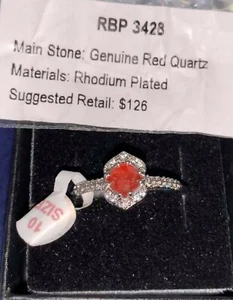 RBP 3428
Main Stone: Genuine Red Quartz
Materials: Rhodium Plated
Suggested Retail: $126
10
SIZE